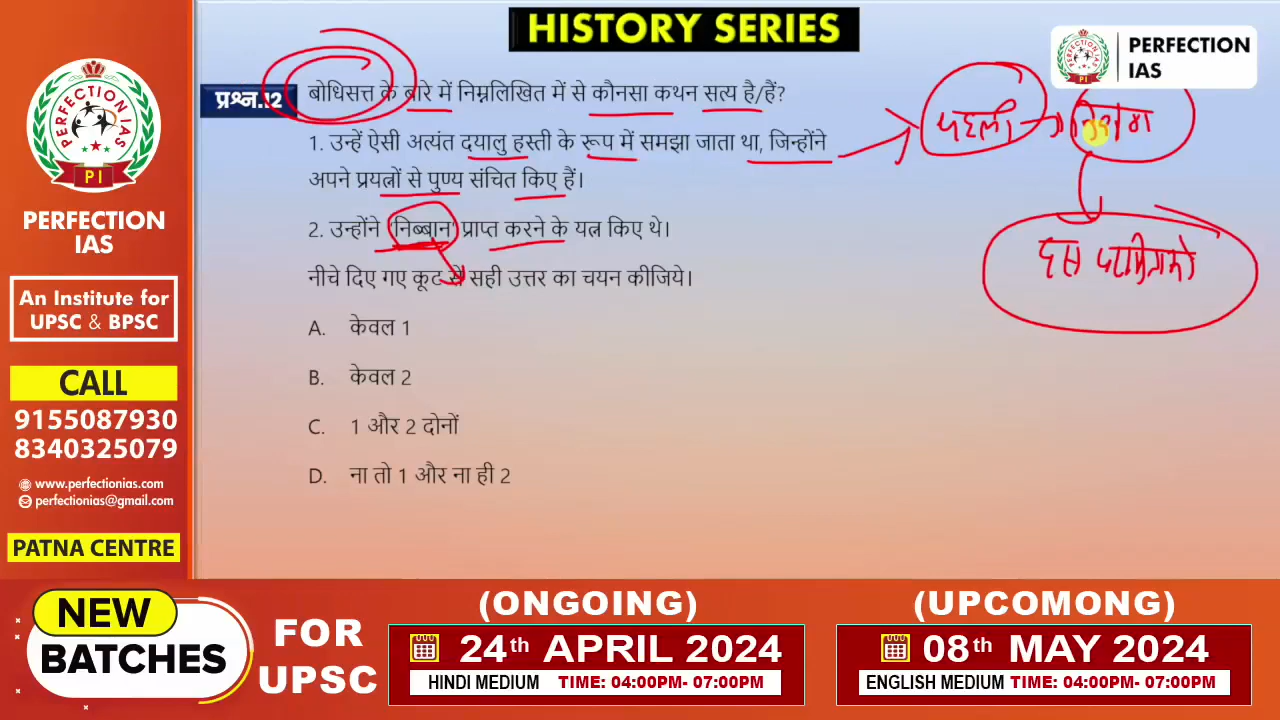 HISTORY SERIES
PERFECTION IAS
PI
PERFECTION
IAS
PERFECTION IAS
PI
PERFECTION
IAS
An Institute for
UPSC & BPSC
CALL
9155087930
8340325079
www.perfectionias.com
perfectionias@gmail.com
PATNA CENTRE
प्रश्न.12
बोधिसत्त के बारे में निम्नलिखित में से कौनसा कथन सत्य है/हैं?
1. उन्हें ऐसी अत्यंत दयालु हस्ती के रूप में समझा जाता था, जिन्होंने
अपने प्रयत्नों से पुण्य संचित किए हैं।
2. उन्होंने 'निब्बान' प्राप्त करने के यत्न किए थे।
नीचे दिए गए कूट से सही उत्तर का चयन कीजिये।
A. केवल 1
B. केवल 2
C. 1 और 2 दोनों
D. ना तो 1 और ना ही 2
दस
NEW
BATCHES
FOR
UPSC
(ONGOING)
24th APRIL 2024
HINDI MEDIUM TIME: 04:00PM- 07:00PM
(UPCOMONG)
08th MAY 2024
ENGLISH MEDIUM TIME: 04:00PM- 07:00PM